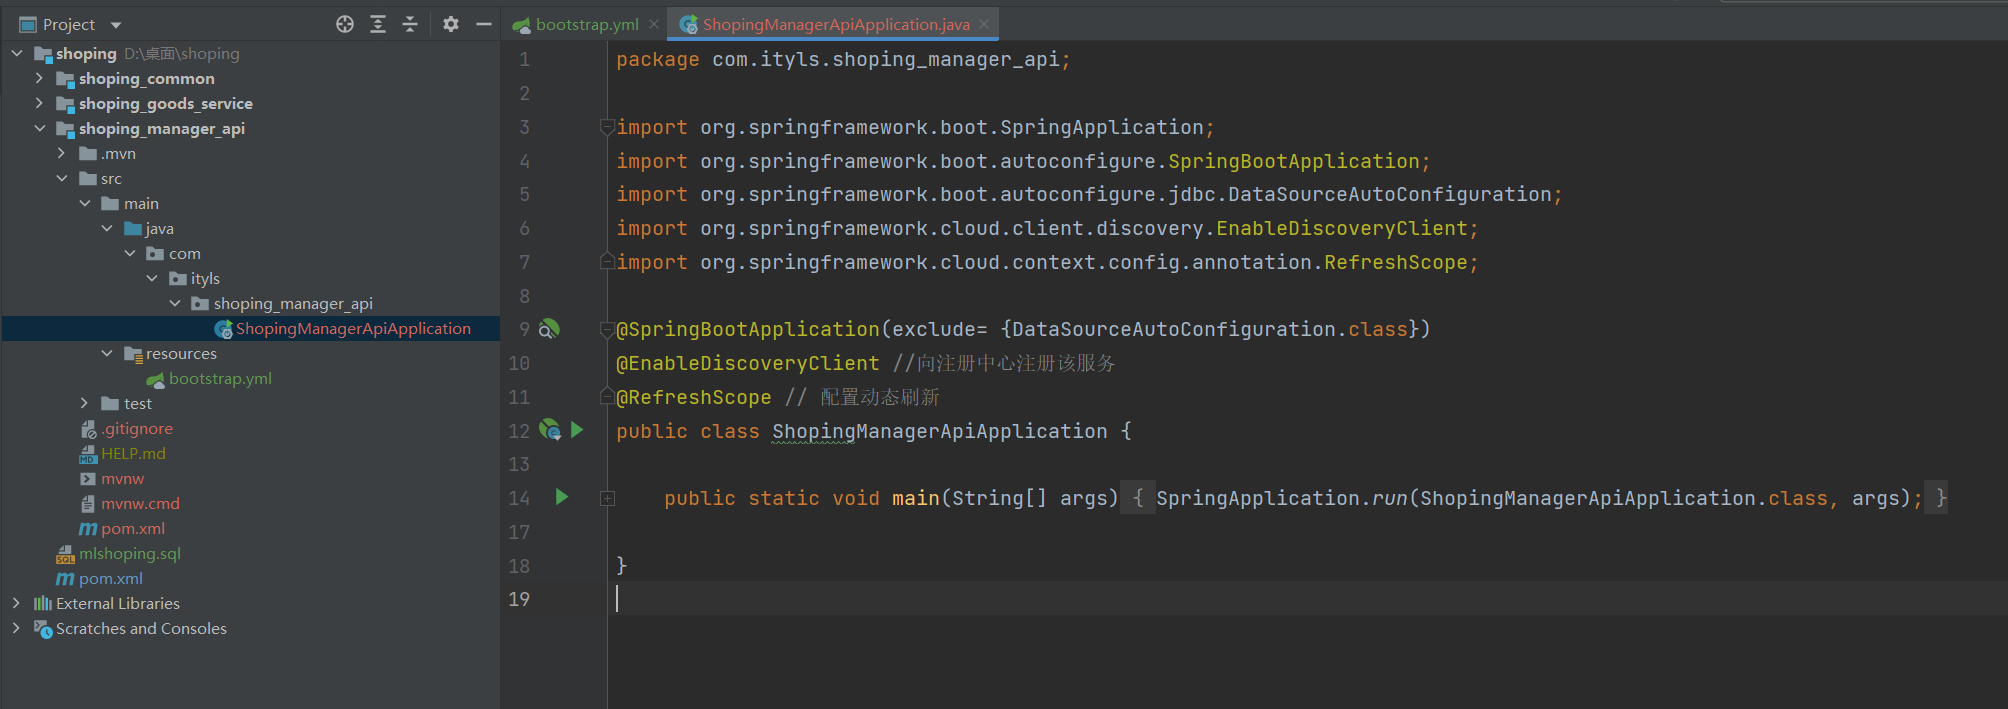 Project
shoping D:\桌面\shoping
shoping_common
shoping_goods_service
shoping_manager_api
.mvn
src
main
java
com
ityls
shoping_manager_api
ShopingManagerApiApplication
resources
bootstrap.yml
test
.gitignore
HELP.md
mvnw
mvnw.cmd
pom.xml
mlshoping.sql
pom.xml
External Libraries
Scratches and Consoles
bootstrap.yml
ShopingManagerApiApplication.java
1 package com.ityls.shoping_manager_api;
2
3 import org.springframework.boot.SpringApplication;
4 import org.springframework.boot.autoconfigure.SpringBootApplication;
5 import org.springframework.boot.autoconfigure.jdbc.DataSourceAutoConfiguration;
6 import org.springframework.cloud.client.discovery.EnableDiscoveryClient;
7 import org.springframework.cloud.context.config.annotation.RefreshScope;
8
9 @SpringBootApplication(exclude= {DataSourceAutoConfiguration.class})
10 @EnableDiscoveryClient //向注册中心注册该服务
11 @RefreshScope // 配置动态刷新
12 public class ShopingManagerApiApplication {
13
14 public static void main(String[] args) { SpringApplication.run(ShopingManagerApiApplication.class, args); }
17
18 }
19